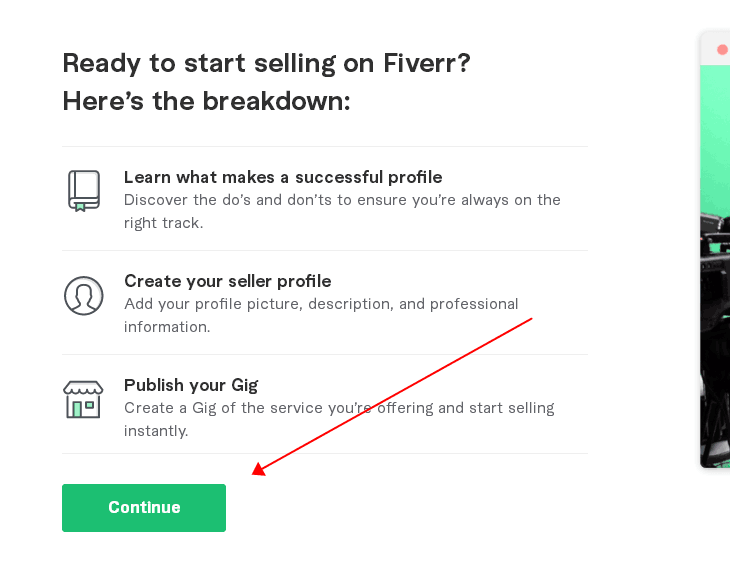 Ready to start selling on Fiverr?
Here’s the breakdown:
Learn what makes a successful profile
Discover the do’s and don’ts to ensure you’re always on the
right track.
Create your seller profile
Add your profile picture, description, and professional
information.
Publish your Gig
Create a Gig of the service you’re offering and start selling
instantly.
Continue